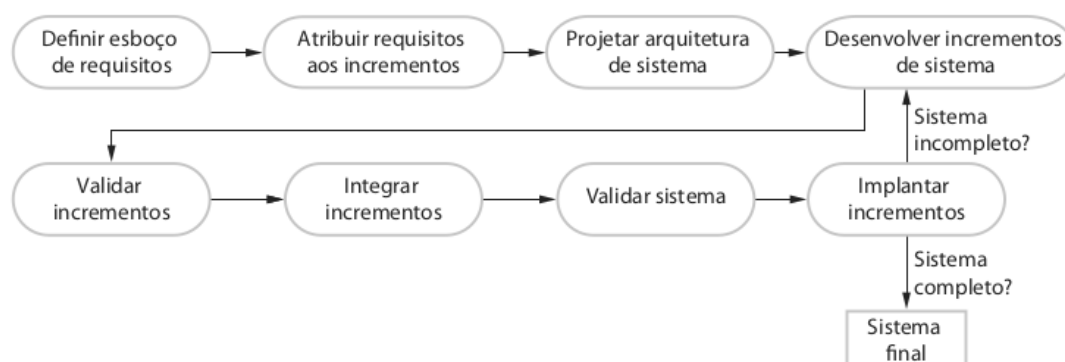 Definir esboço
de requisitos
Atribuir requisitos
aos incrementos
Projetar arquitetura
de sistema
Desenvolver incrementos
de sistema
Sistema
incompleto?
Validar
incrementos
Integrar
incrementos
Validar sistema
Implantar
incrementos
Sistema
completo?
Sistema
final